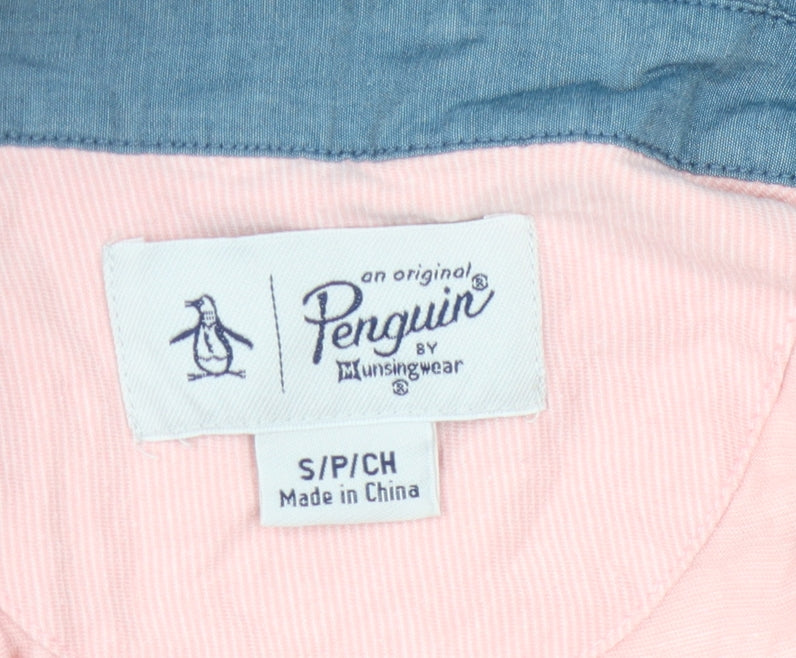 an original ®
Penguin
BY
Munsingwear
®
S/P/CH
Made in China